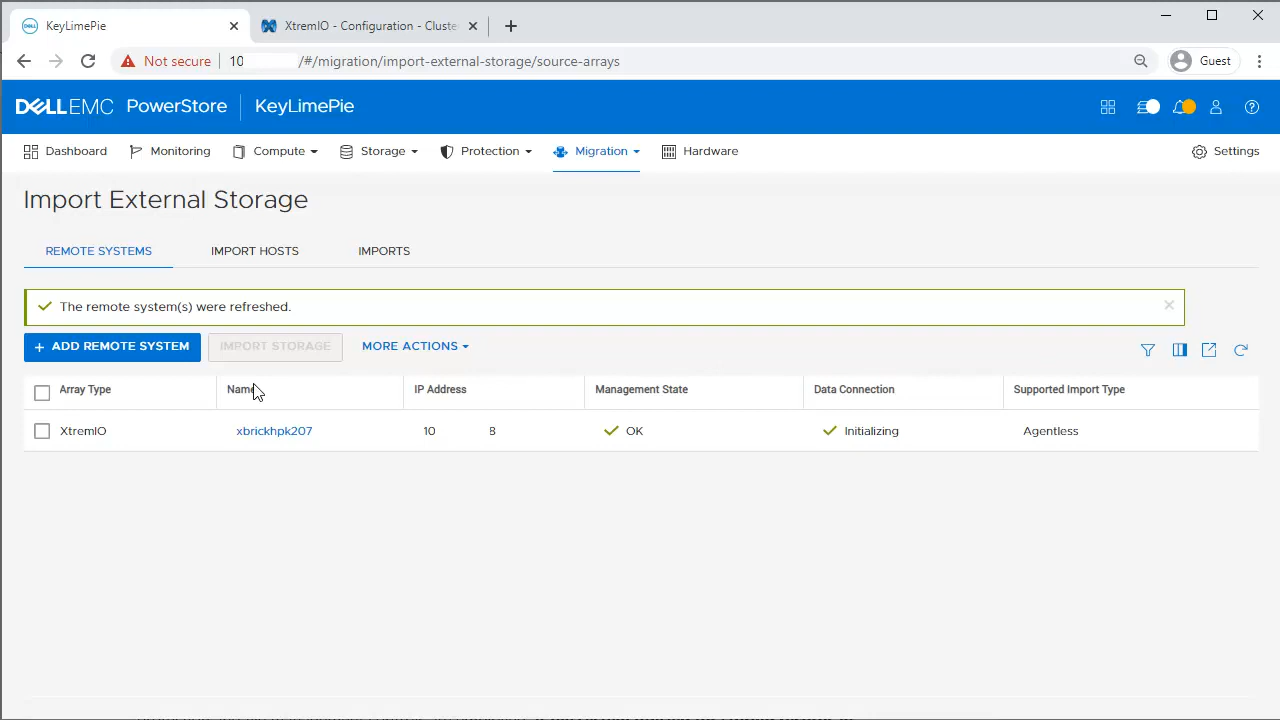 KeyLimePie
XtremIO - Configuration - Cluste
Not secure 10 /#/migration/import-external-storage/source-arrays
Guest
DELLEMC PowerStore KeyLimePie
Dashboard Monitoring Compute Storage Protection Migration Hardware Settings
Import External Storage
REMOTE SYSTEMS IMPORT HOSTS IMPORTS
The remote system(s) were refreshed.
+ ADD REMOTE SYSTEM IMPORT STORAGE MORE ACTIONS
Array Type Name IP Address Management State Data Connection Supported Import Type
XtremIO xbrickhpk207 10 8 OK Initializing Agentless